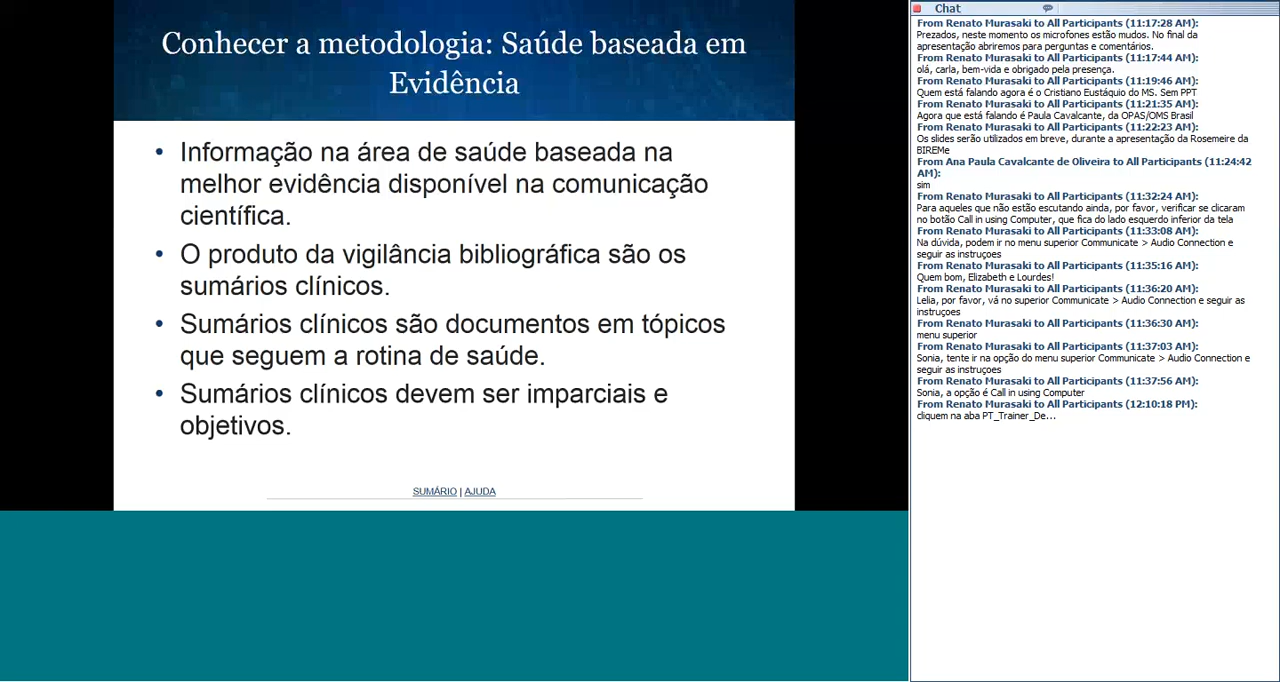 Conhecer a metodologia: Saúde baseada em
Evidência
• Informação na área de saúde baseada na
melhor evidência disponível na comunicação
científica.
• O produto da vigilância bibliográfica são os
sumários clínicos.
• Sumários clínicos são documentos em tópicos
que seguem a rotina de saúde.
• Sumários clínicos devem ser imparciais e
objetivos.
SUMÁRIO | AJUDA
Chat
From Renato Murasaki to All Participants (11:17:28 AM):
Prezados, neste momento os microfones estão mudos. No final da
apresentação abriremos para perguntas e comentários.
From Renato Murasaki to All Participants (11:17:44 AM):
olá, carla, bem-vida e obrigado pela presença.
From Renato Murasaki to All Participants (11:19:46 AM):
Quem está falando agora é o Cristiano Eustáquio do MS. Sem PPT
From Renato Murasaki to All Participants (11:21:35 AM):
Agora que está falando é Paula Cavalcante, da OPAS/OMS Brasil
From Renato Murasaki to All Participants (11:22:23 AM):
Os slides serão utilizados em breve, durante a apresentação da Rosemeire da
BIREMe
From Ana Paula Cavalcante de Oliveira to All Participants (11:24:42
AM):
sim
From Renato Murasaki to All Participants (11:32:24 AM):
Para aqueles que não estão escutando ainda, por favor, verificar se clicaram
no botão Call in using Computer, que fica do lado esquerdo inferior da tela
From Renato Murasaki to All Participants (11:33:08 AM):
Na dúvida, podem ir no menu superior Communicate > Audio Connection e
seguir as instruçoes
From Renato Murasaki to All Participants (11:35:16 AM):
Quem bom, Elizabeth e Lourdes!
From Renato Murasaki to All Participants (11:36:20 AM):
Lelia, por favor, vá no superior Communicate > Audio Connection e seguir as
instruçoes
From Renato Murasaki to All Participants (11:36:30 AM):
menu superior
From Renato Murasaki to All Participants (11:37:03 AM):
Sonia, tente ir na opção do menu superior Communicate > Audio Connection e
seguir as instruçoes
From Renato Murasaki to All Participants (11:37:56 AM):
Sonia, a opção é Call in using Computer
From Renato Murasaki to All Participants (12:10:18 PM):
cliquem na aba PT_Trainer_De...